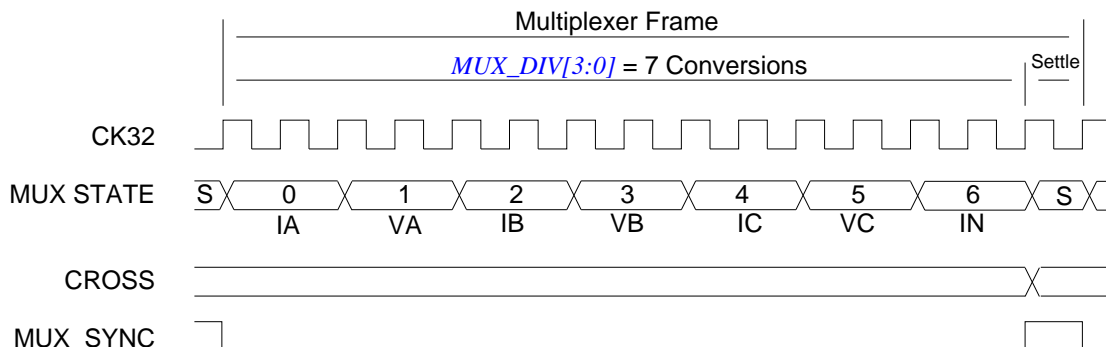 Multiplexer Frame
MUX_DIV[3:0] = 7 Conversions
Settle
CK32
MUX STATE S 0 1 2 3 4 5 6 S
IA VA IB VB IC VC IN
CROSS
MUX_SYNC